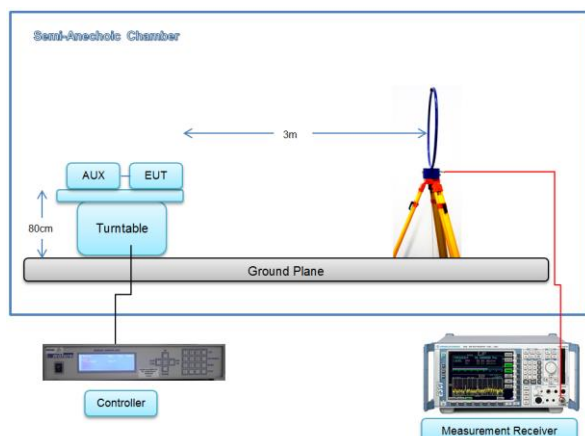 Semi-Anechoic Chamber
3m
AUX
EUT
80cm
Turntable
Ground Plane
Controller
Measurement Receiver